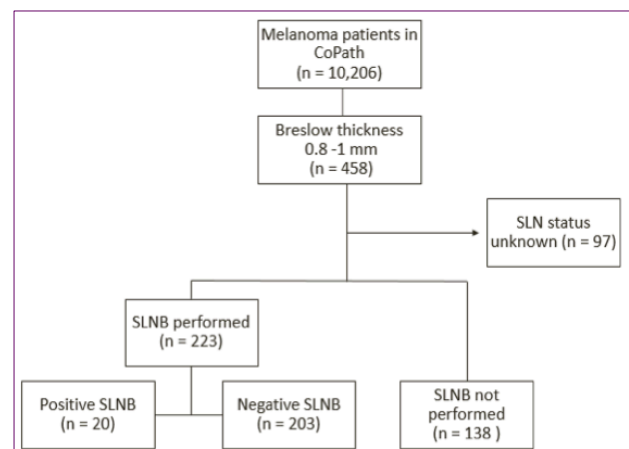 Melanoma patients in
CoPath
(n = 10,206)
Breslow thickness
0.8 -1 mm
(n = 458)
SLN status
unknown (n = 97)
SLNB performed
(n = 223)
Positive SLNB
(n = 20)
Negative SLNB
(n = 203)
SLNB not
performed
(n = 138 )